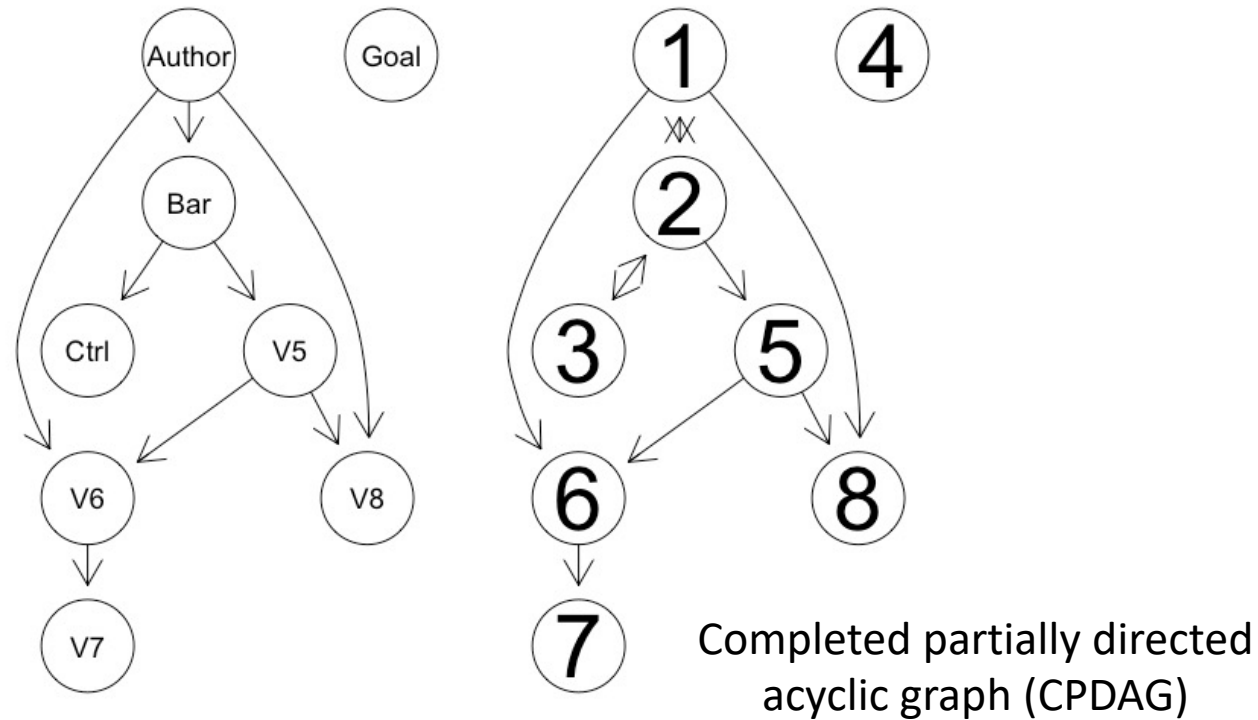 Author
Goal
Bar
Ctrl
V5
V6
V8
V7
1
4
2
3
5
6
8
7
Completed partially directed
acyclic graph (CPDAG)